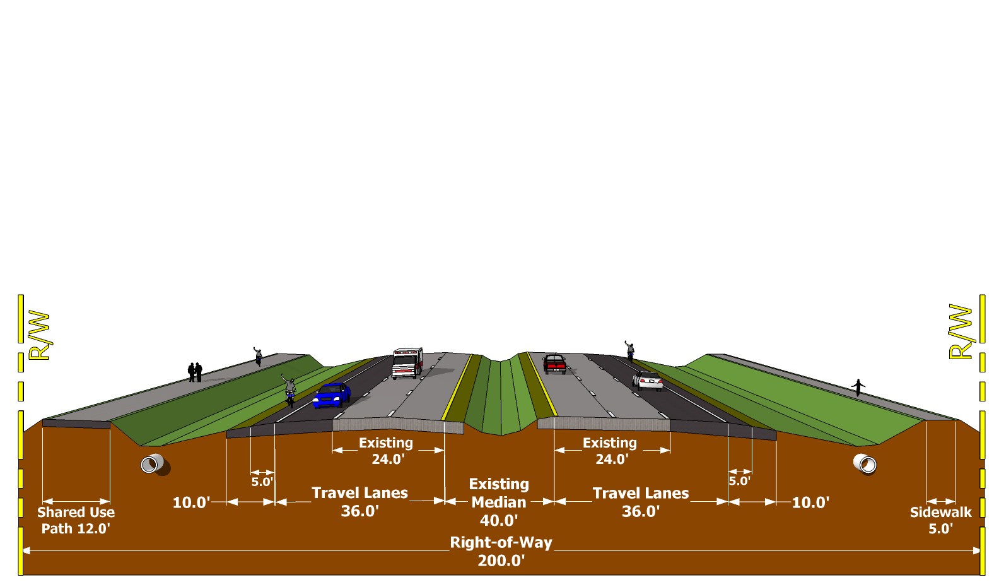 R/W
R/W
Existing
24.0'
Existing
24.0'
5.0'
5.0'
10.0'
Travel Lanes
36.0'
Existing
Median
40.0'
Travel Lanes
36.0'
10.0'
Shared Use
Path 12.0'
Sidewalk
5.0'
Right-of-Way
200.0'